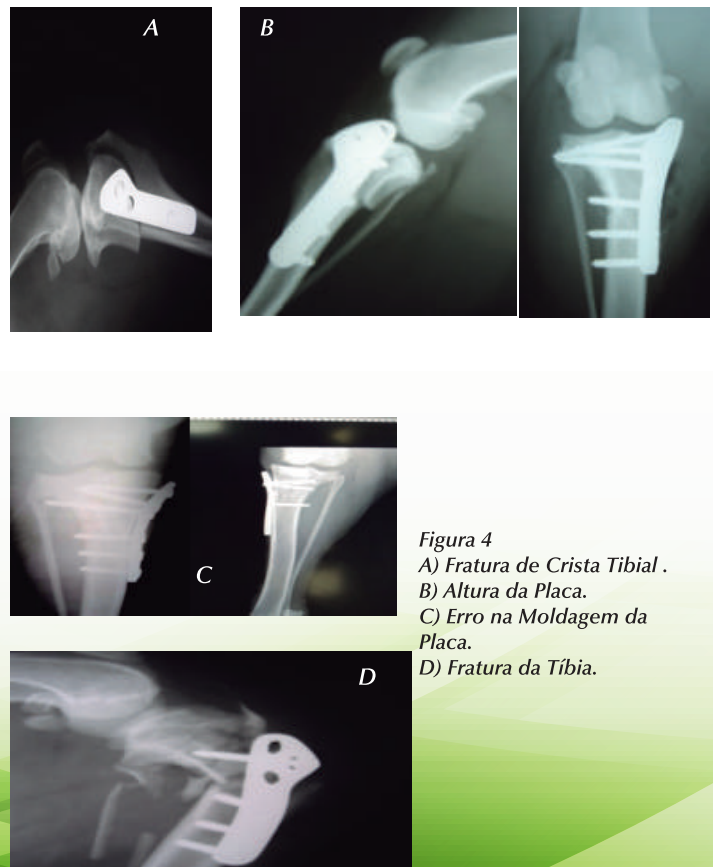 A
B
C
Figura 4
A) Fratura de Crista Tibial .
B) Altura da Placa.
C) Erro na Moldagem da
Placa.
D) Fratura da Tíbia.
D